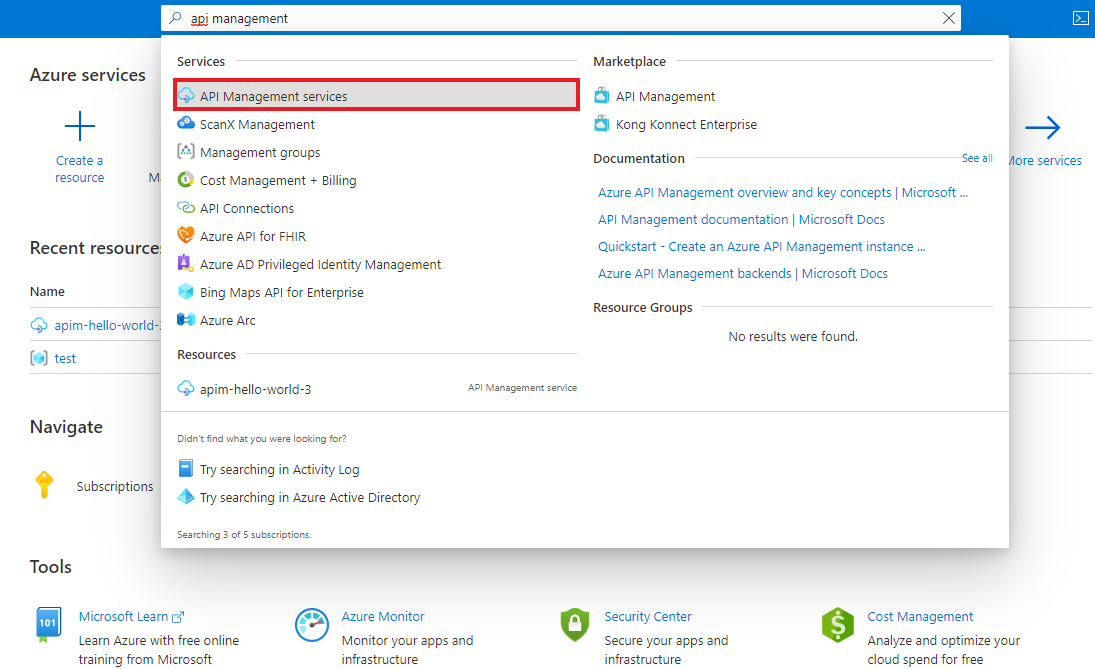 api management
Azure services
Create a
resource
More services
Recent resources
Name
apim-hello-world-
test
Navigate
Subscriptions
Services
API Management services
ScanX Management
Management groups
Cost Management + Billing
API Connections
Azure API for FHIR
Azure AD Privileged Identity Management
Bing Maps API for Enterprise
Azure Arc
Resources
apim-hello-world-3
API Management service
Marketplace
API Management
Kong Konnect Enterprise
Documentation
See all
Azure API Management overview and key concepts | Microsoft ...
API Management documentation | Microsoft Docs
Quickstart - Create an Azure API Management instance ...
Azure API Management backends | Microsoft Docs
Resource Groups
No results were found.
Didn't find what you were looking for?
Try searching in Activity Log
Try searching in Azure Active Directory
Searching 3 of 5 subscriptions.
Tools
101
Microsoft Learn
Learn Azure with free online
training from Microsoft
Azure Monitor
Monitor your apps and
infrastructure
Security Center
Secure your apps and
infrastructure
Cost Management
Analyze and optimize your
cloud spend for free